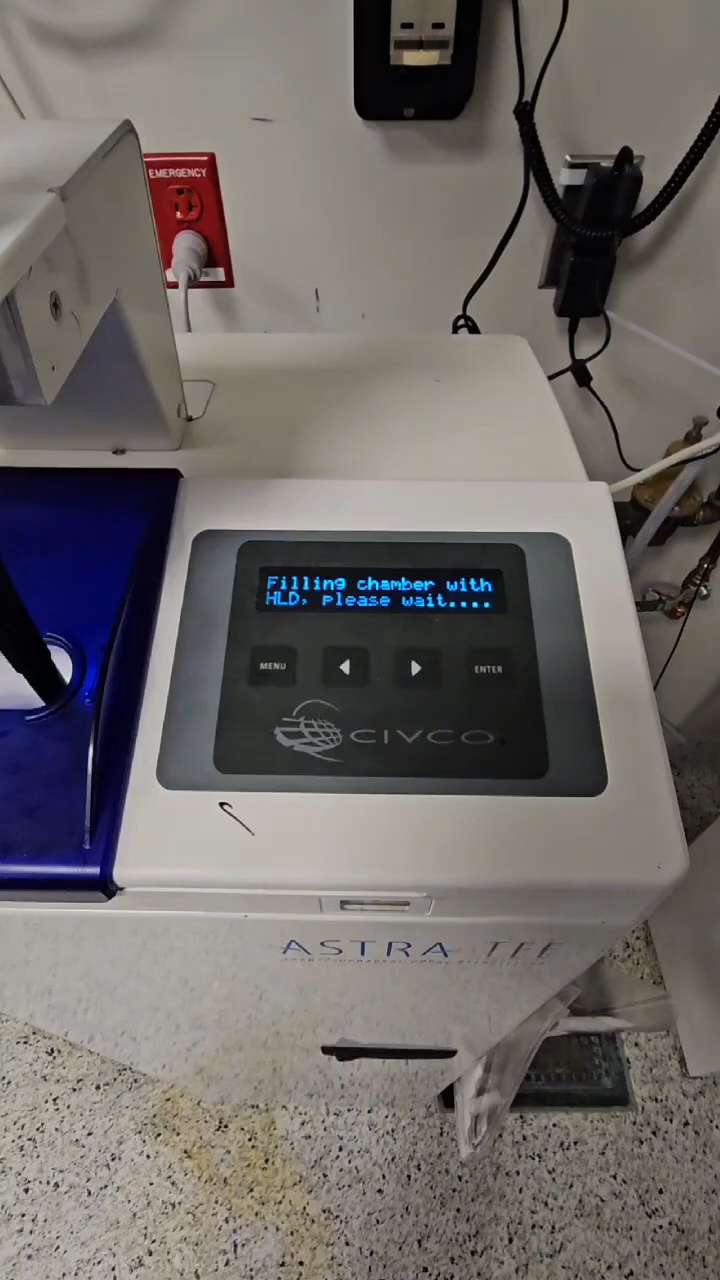 EMERGENCY
Filling chamber with
HLD, please wait....
MENU
ENTER
CIVCO
ASTRA TEE